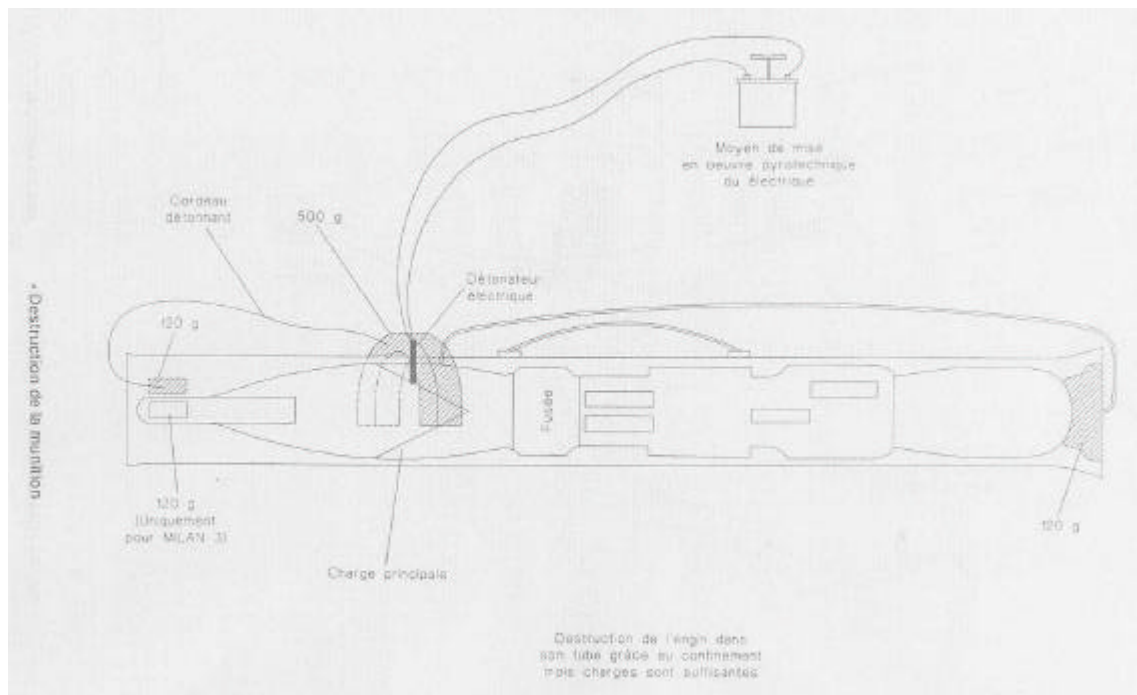 Moyen de mise
en oeuvre pyrotechnique
ou électrique
Cordeau
détonnant
500 g
Détonateur
électrique
120 g
• Destruction de la munition
Fusée
120 g
(Uniquement
pour MILAN 3)
120 g
Charge principale
Destruction de l'engin dans
son tube grâce au confinement
trois charges sont suffisantes